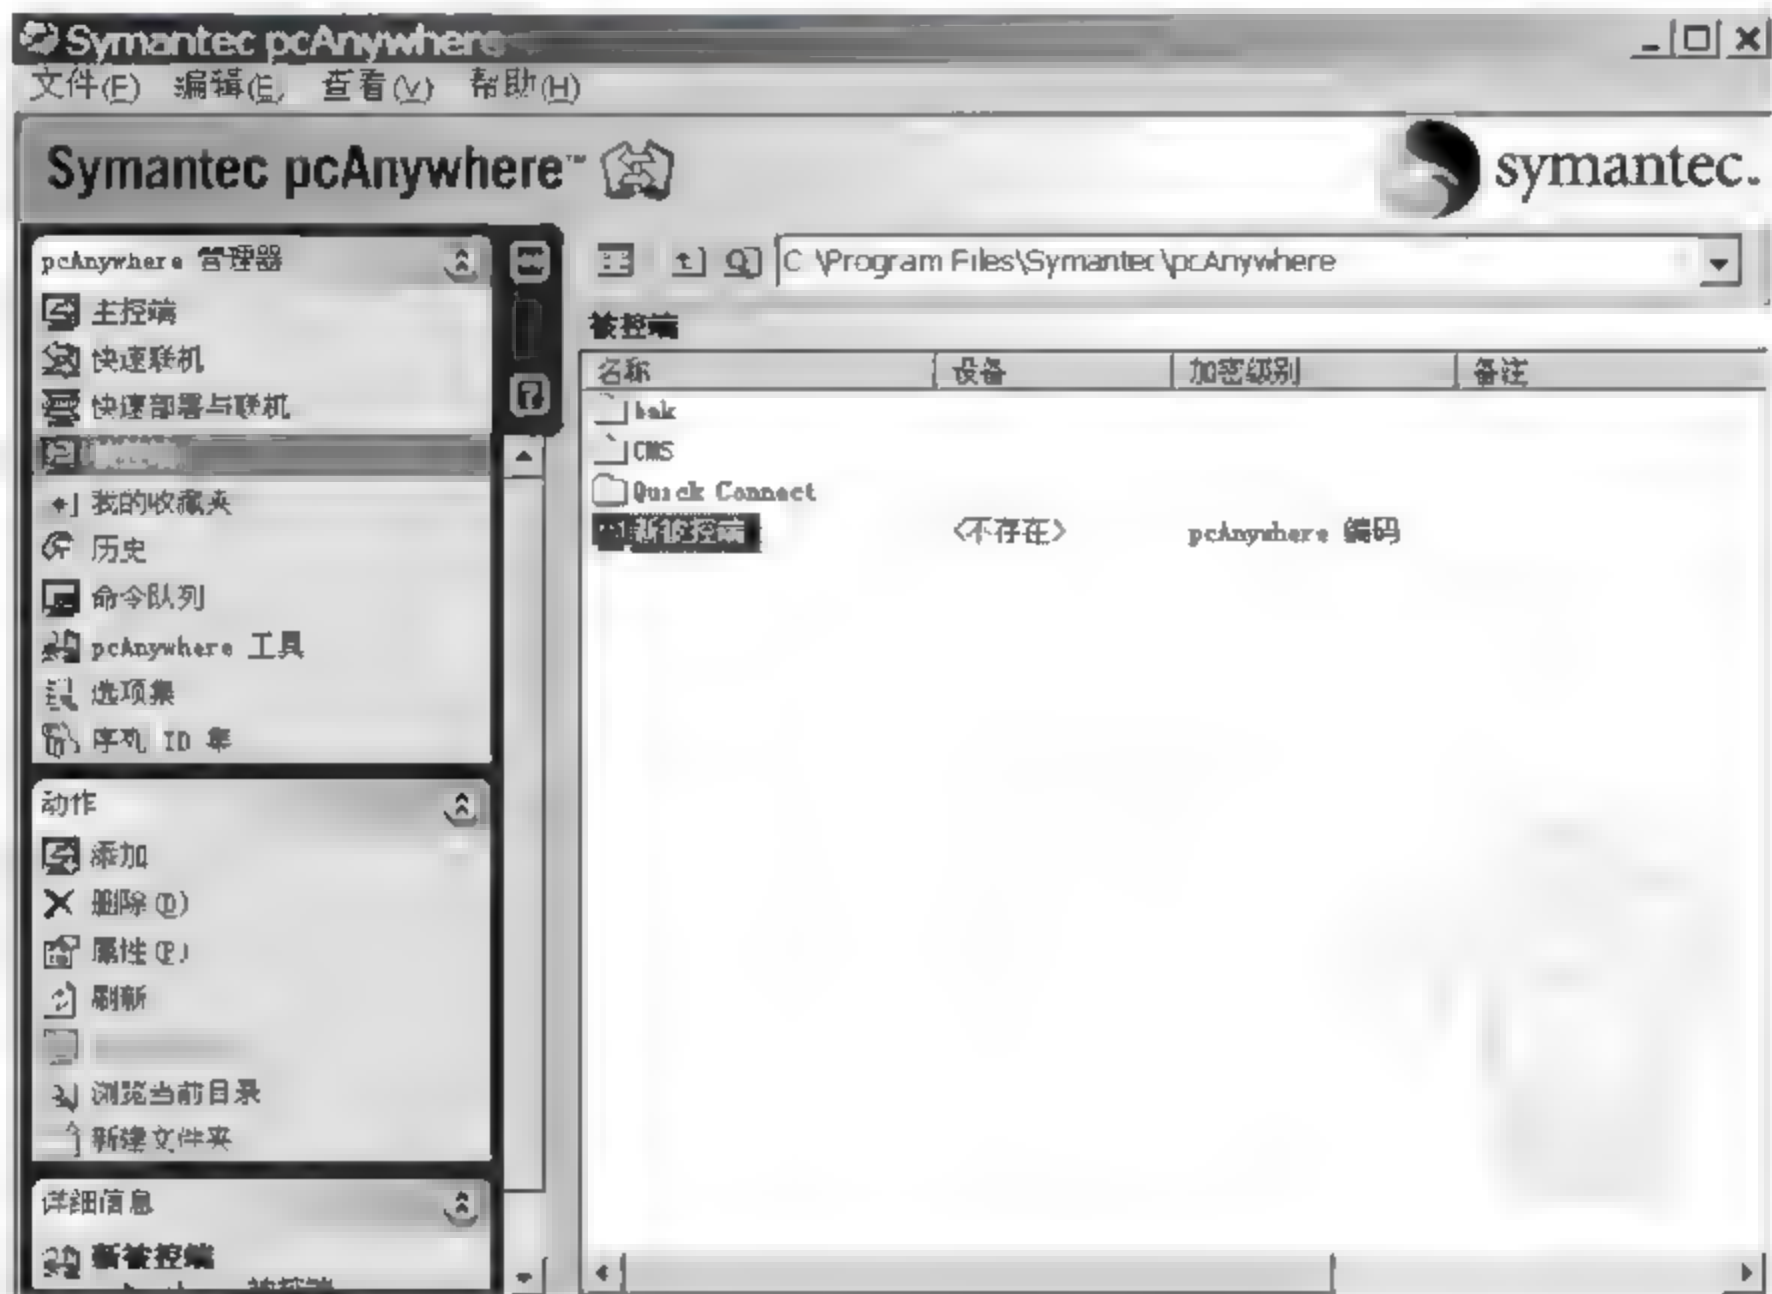 Symantec pcAnywhere
文件(F) 编辑(E) 查看(V) 帮助(H)
Symantec pcAnywhere™
symantec.
pcAnywhere 管理器
主控端
快速联机
快速部署与联机
我的收藏夹
历史
命令队列
pcAnywhere 工具
选项集
序列 ID 集
动作
添加
删除(D)
属性(P)
刷新
浏览当前目录
新建文件夹
详细信息
新被控端
C:\Program Files\Symantec\pcAnywhere
被控端
名称 设备 加密级别 备注
bak
CMS
Quick Connect
新被控端 <不存在> pcAnywhere 编码